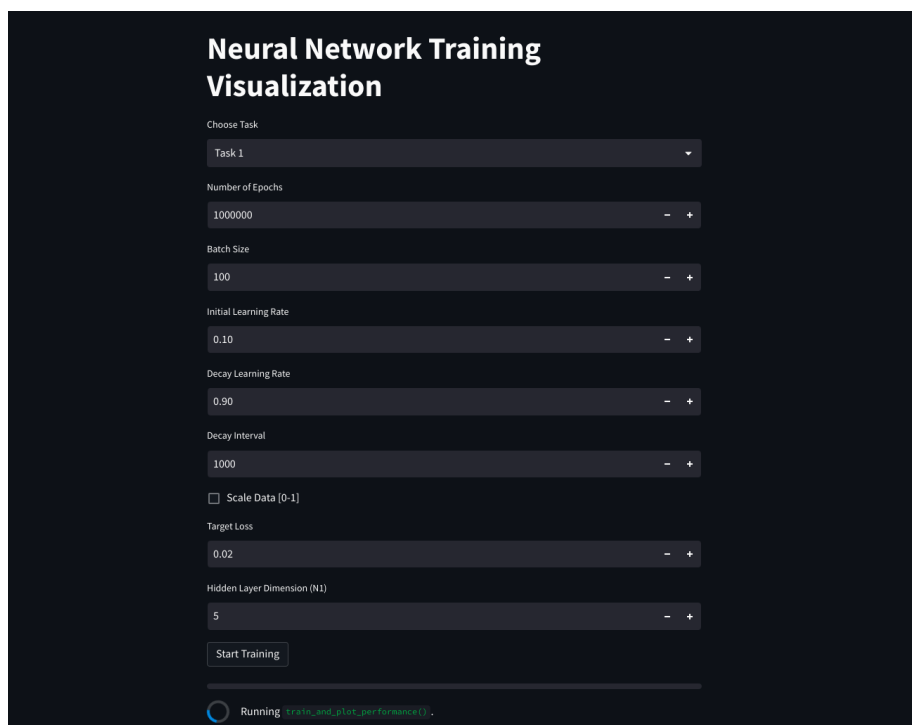 Neural Network Training
Visualization
Choose Task
Task 1
Number of Epochs
1000000
Batch Size
100
Initial Learning Rate
0.10
Decay Learning Rate
0.90
Decay Interval
1000
Scale Data [0-1]
Target Loss
0.02
Hidden Layer Dimension (N1)
5
Start Training
Running train_and_plot_performance().